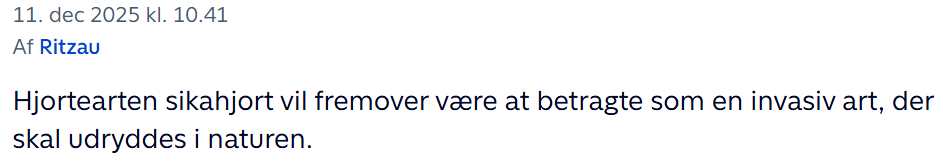 11. dec 2025 kl. 10.41
Af Ritzau
Hjortearten sikahjort vil fremover være at betragte som en invasiv art, der
skal udryddes i naturen.